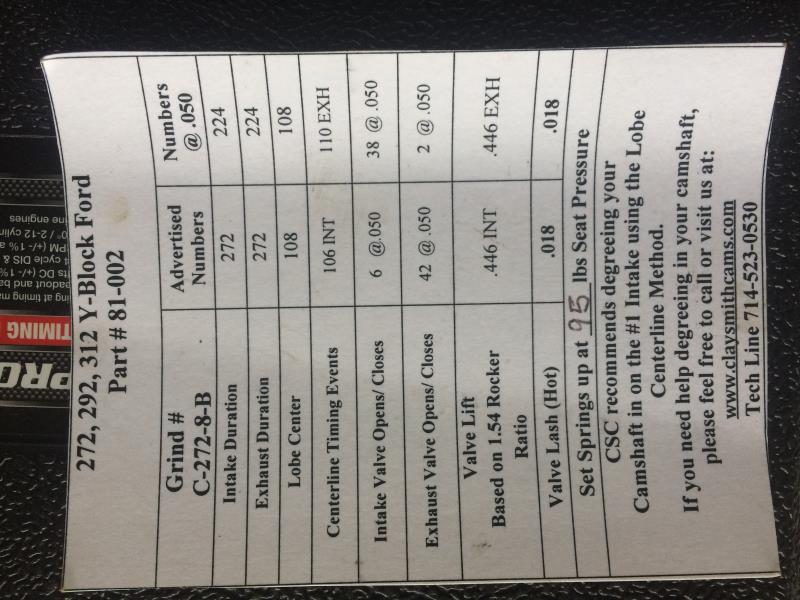 272, 292, 312 Y-Block Ford
Part # 81-002
Grind #
C-272-8-B
Advertised
Numbers
Numbers
@ .050
Intake Duration 272 224
Exhaust Duration 272 224
Lobe Center 108 108
Centerline Timing Events 106 INT 110 EXH
Intake Valve Opens/ Closes 6 @.050 38 @ .050
Exhaust Valve Opens/ Closes 42 @ .050 2 @ .050
Valve Lift
Based on 1.54 Rocker
Ratio
.446 INT .446 EXH
Valve Lash (Hot) .018 .018
Set Springs up at 95 lbs Seat Pressure
CSC recommends degreeing your
Camshaft in on the #1 Intake using the Lobe
Centerline Method.
If you need help degreeing in your camshaft,
please feel free to call or visit us at:
www.claysmithcams.com
Tech Line 714-523-0530
PRO
TIMING